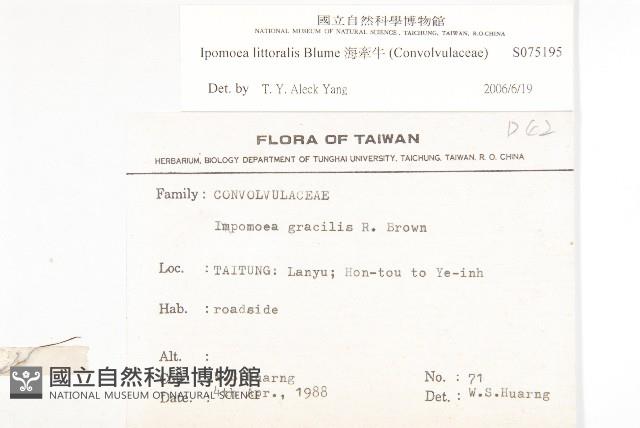 國立自然科學博物館
NATIONAL MUSEUM OF NATURAL SCIENCE, TAICHUNG, TAIWAN, R.O.CHINA
Ipomoea littoralis Blume 海牽牛 (Convolvulaceae) S075195
Det. by T. Y. Aleck Yang 2006/6/19
D62
FLORA OF TAIWAN
HERBARIUM, BIOLOGY DEPARTMENT OF TUNGHAI UNIVERSITY, TAICHUNG, TAIWAN, R. O. CHINA
Family : CONVOLVULACEAE
Impomoea gracilis R. Brown
Loc. : TAITUNG: Lanyu; Hon-tou to Ye-inh
Hab. : roadside
Alt. :
Huarng No. : 71
Date. : 4th Apr., 1988 Det. : W.S.Huarng
國立自然科學博物館
NATIONAL MUSEUM OF NATURAL SCIENCE